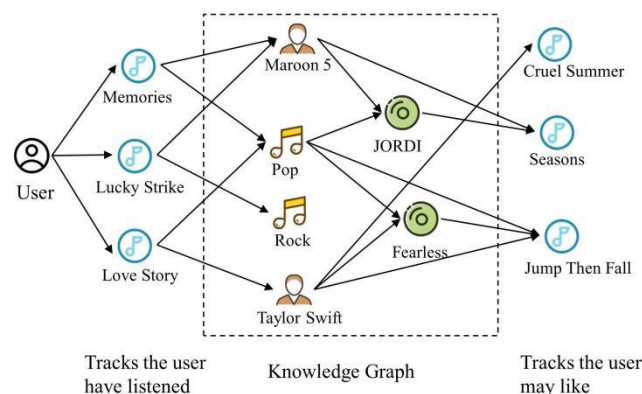 Maroon 5
Cruel Summer
Memories
JORDI
Seasons
User
Lucky Strike
Pop
Rock
Fearless
Love Story
Jump Then Fall
Taylor Swift
Tracks the user
have listened
Knowledge Graph
Tracks the user
may like